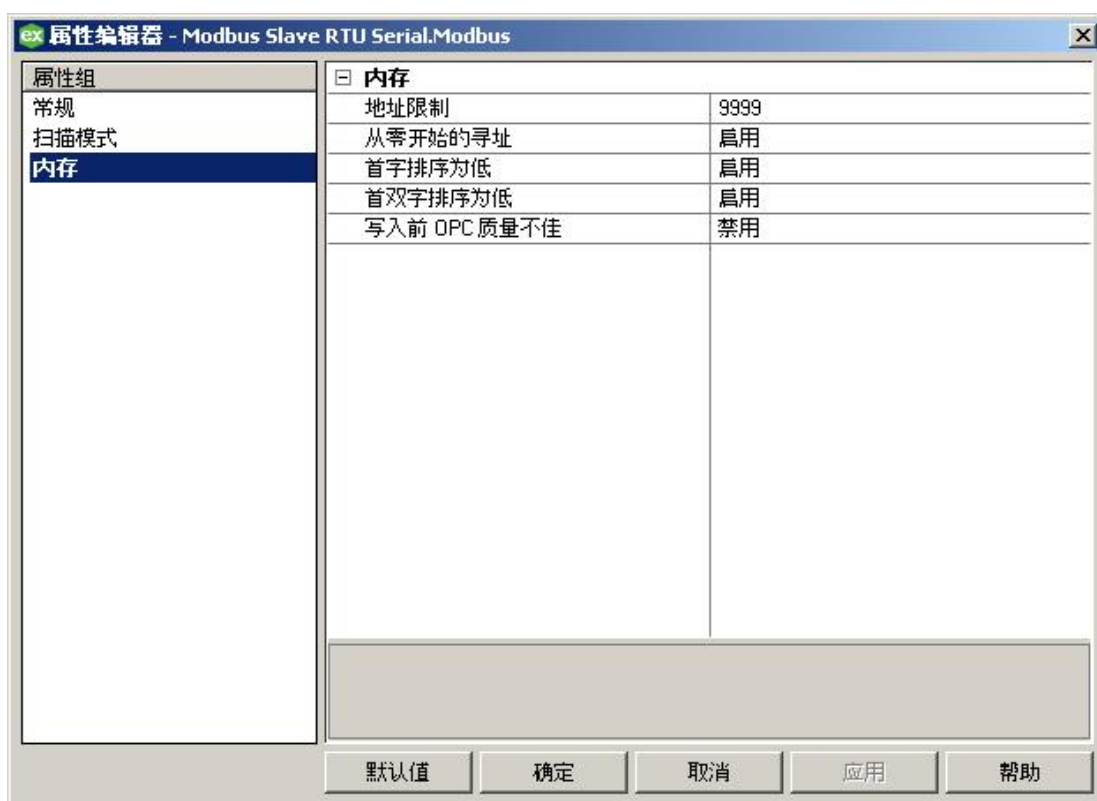 ex 属性编辑器 - Modbus Slave RTU Serial.Modbus
属性组
常规
扫描模式
内存
内存
地址限制 9999
从零开始的寻址 启用
首字排序为低 启用
首双字排序为低 启用
写入前 OPC 质量不佳 禁用
默认值 确定 取消 应用 帮助